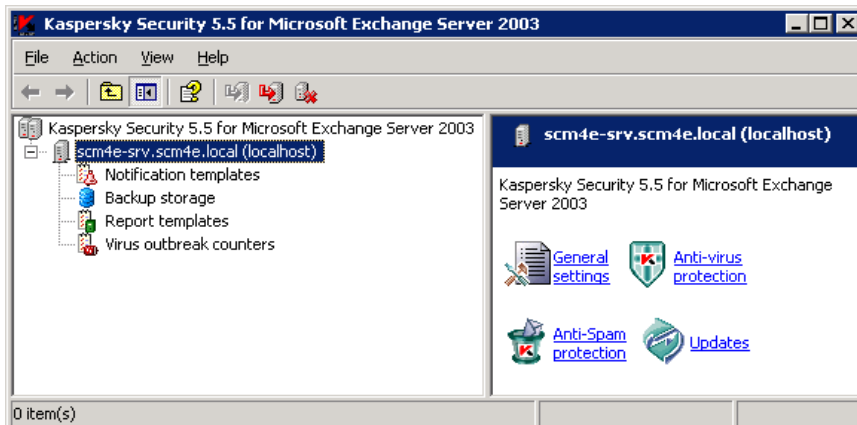 Kaspersky Security 5.5 for Microsoft Exchange Server 2003
File Action View Help
Kaspersky Security 5.5 for Microsoft Exchange Server 2003
scm4e-srv.scm4e.local (localhost)
Notification templates
Backup storage
Report templates
Virus outbreak counters
scm4e-srv.scm4e.local (localhost)
Kaspersky Security 5.5 for Microsoft Exchange
Server 2003
General
settings
Anti-virus
protection
Anti-Spam
protection
Updates
0 item(s)